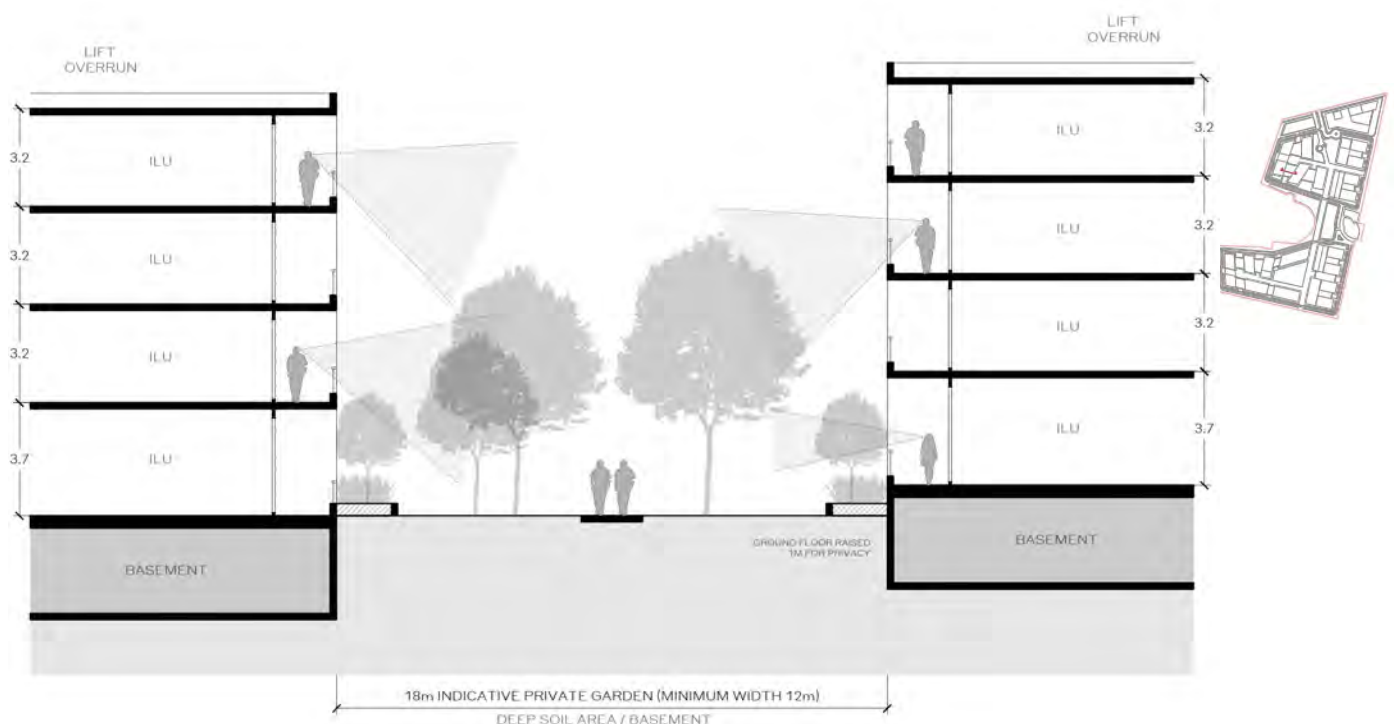 LIFT
OVERRUN
LIFT
OVERRUN
3.2
ILU
ILU
3.2
3.2
ILU
ILU
3.2
3.2
ILU
ILU
3.2
3.7
ILU
ILU
3.7
GROUND FLOOR RAISED
1M FOR PRIVACY
BASEMENT
BASEMENT
18m INDICATIVE PRIVATE GARDEN (MINIMUM WIDTH 12m)
DEEP SOIL AREA / BASEMENT